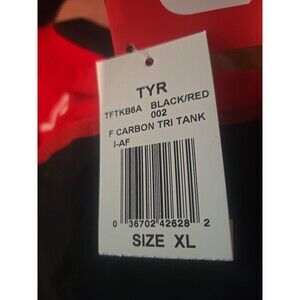 TYR
TFTKB6A BLACK/RED
002
F CARBON TRI TANK
I-AF
0 36702 42628 2
SIZE XL